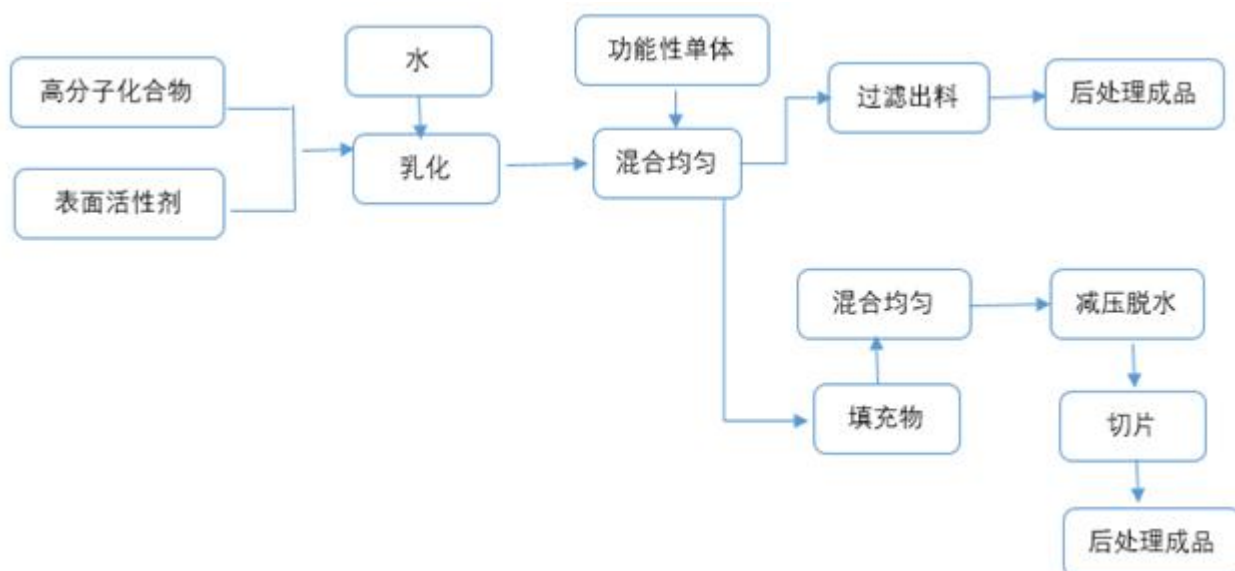 水
功能性单体
高分子化合物
过滤出料
后处理成品
乳化
混合均匀
表面活性剂
混合均匀
减压脱水
填充物
切片
后处理成品